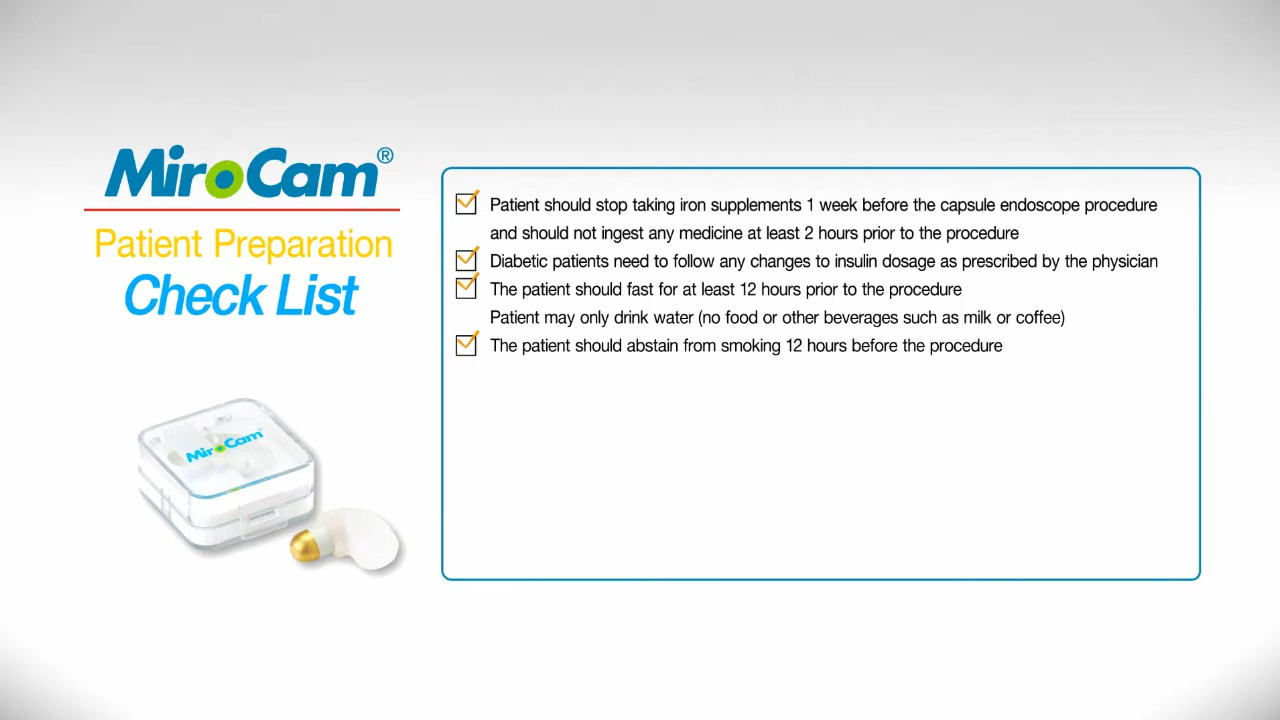 MiroCam®
Patient Preparation
Check List
Patient should stop taking iron supplements 1 week before the capsule endoscope procedure
and should not ingest any medicine at least 2 hours prior to the procedure
Diabetic patients need to follow any changes to insulin dosage as prescribed by the physician
The patient should fast for at least 12 hours prior to the procedure
Patient may only drink water (no food or other beverages such as milk or coffee)
The patient should abstain from smoking 12 hours before the procedure
MiroCam